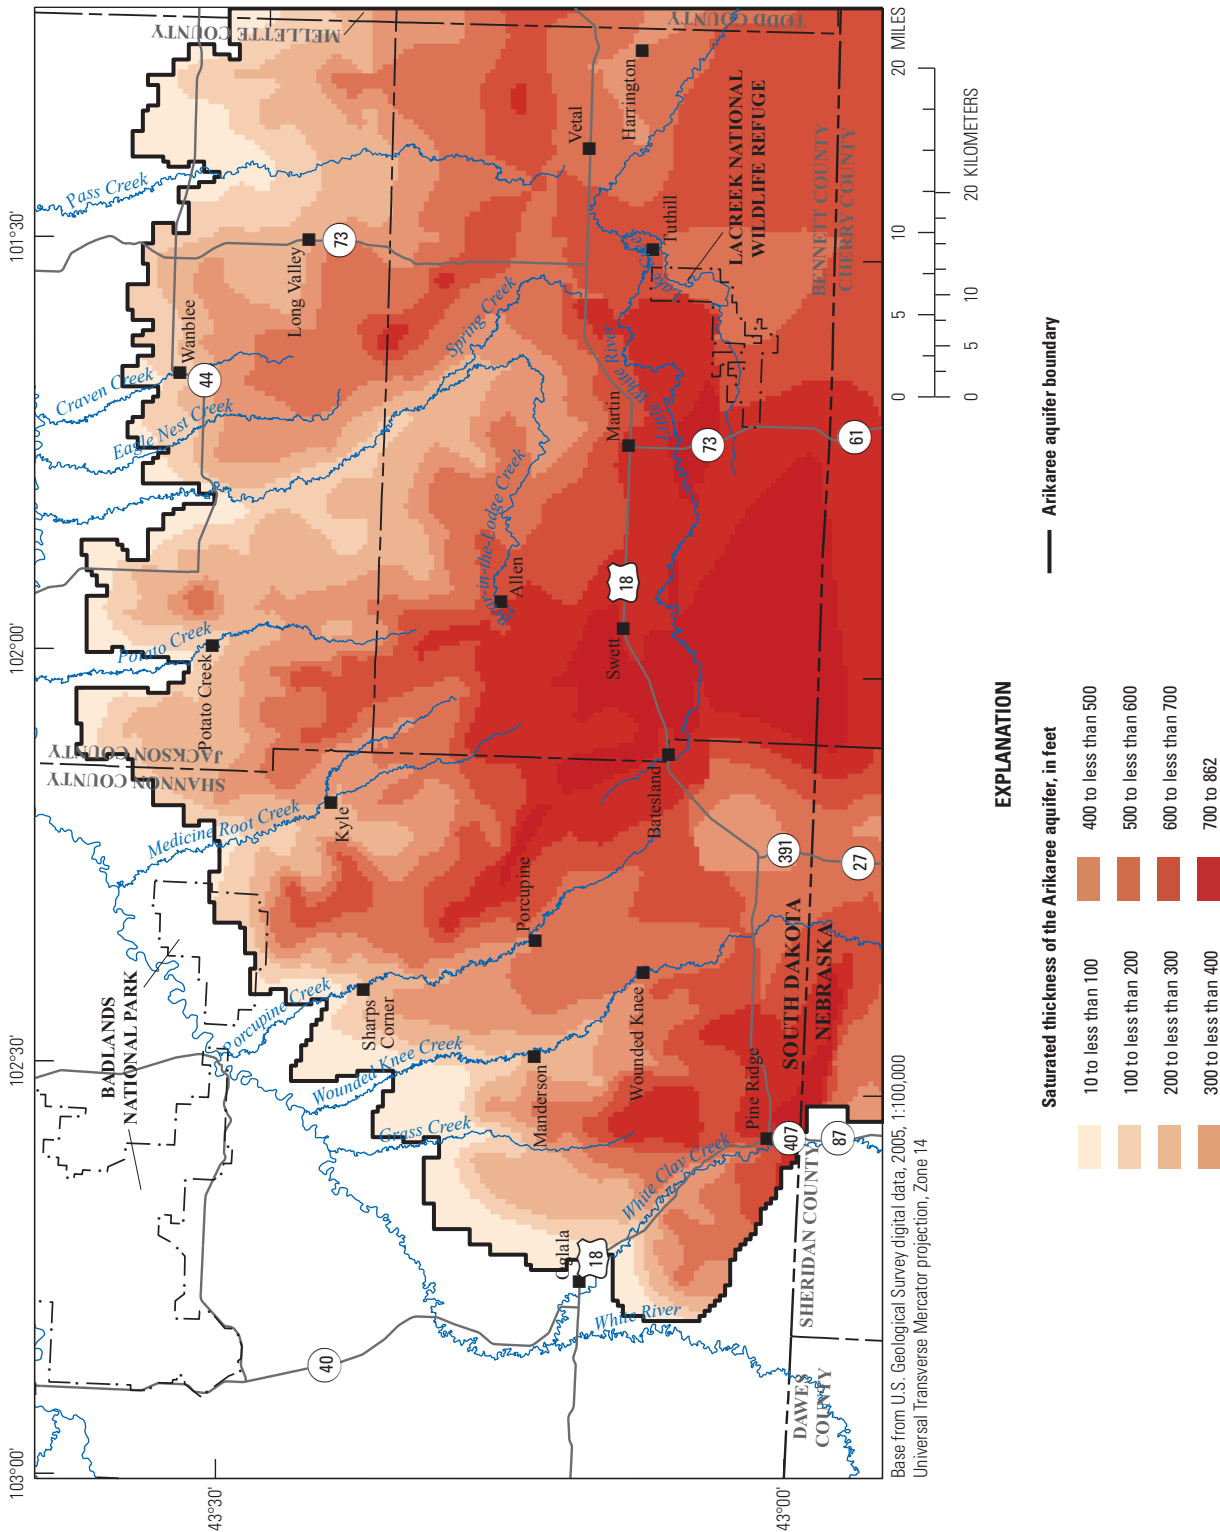 103°00'
102°30'
102°00'
101°30'
43°30'
43°00'
BADLANDS
NATIONAL PARK
SHANNON COUNTY
JACKSON COUNTY
MELLETTE COUNTY
TODD COUNTY
Porcupine Creek
Medicine Root Creek
Potato Creek
Potato Creek
Eagle Nest Creek
Craven Creek
Wanblee
44
Pass Creek
Long Valley
73
Kyle
Sharps
Corner
Wounded Knee Creek
Grass Creek
Spring Creek
Bear-in-the-Lodge Creek
Allen
Porcupine
Manderson
Oglala
18
40
White River
White Clay Creek
Wounded Knee
Batesland
Swett
18
Martin
Little White River
Lake Creek
Vetal
Harrington
Tuthill
LACREEK NATIONAL
WILDLIFE REFUGE
73
61
Pine Ridge
407
87
391
27
SOUTH DAKOTA
NEBRASKA
BENNETT COUNTY
CHERRY COUNTY
SHERIDAN COUNTY
DAWES
COUNTY
Base from U.S. Geological Survey digital data, 2005, 1:100,000
Universal Transverse Mercator projection, Zone 14
0 5 10 20 MILES
0 5 10 20 KILOMETERS
EXPLANATION
Saturated thickness of the Arikaree aquifer, in feet
10 to less than 100
100 to less than 200
200 to less than 300
300 to less than 400
400 to less than 500
500 to less than 600
600 to less than 700
700 to 862
Arikaree aquifer boundary